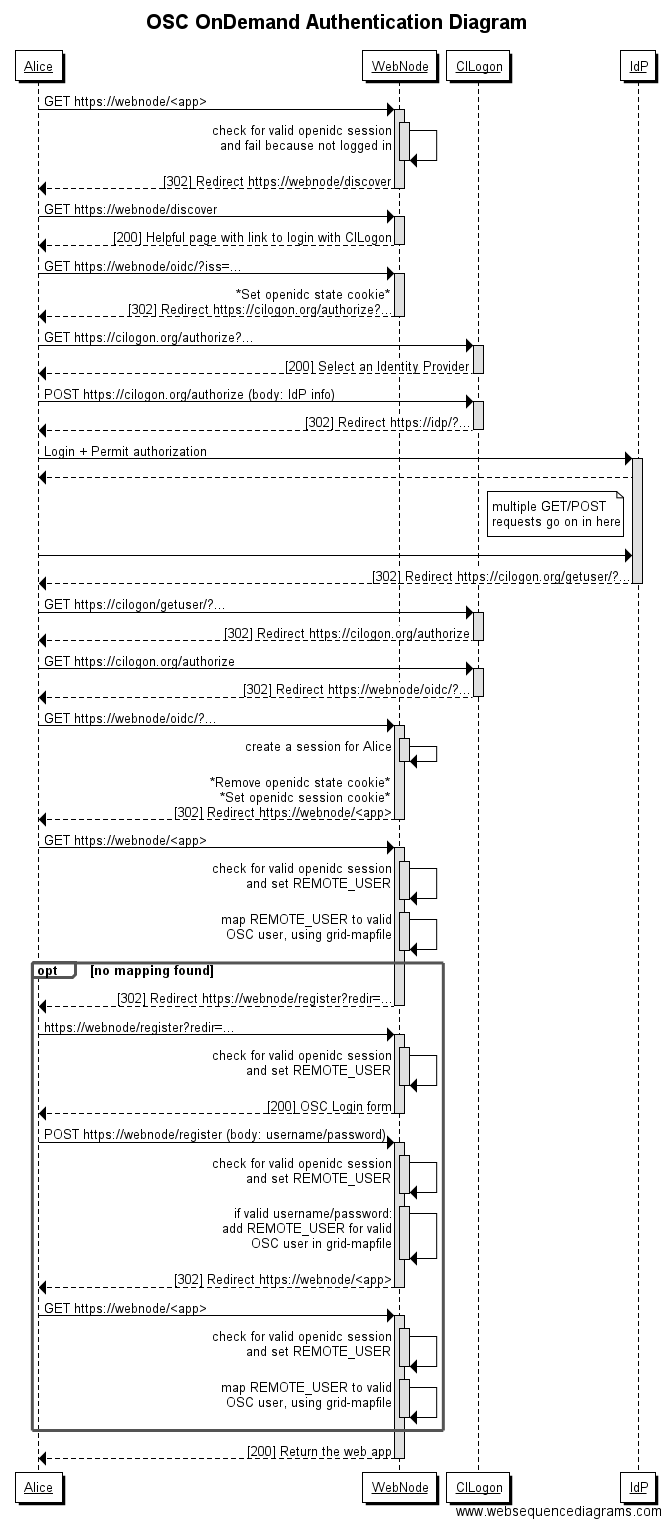 OSC OnDemand Authentication Diagram
Alice WebNode CILogon IdP
GET https://webnode/<app>
check for valid openidc session
and fail because not logged in
[302] Redirect https://webnode/discover
GET https://webnode/discover
[200] Helpful page with link to login with CILogon
GET https://webnode/oidc/?iss=...
*Set openidc state cookie*
[302] Redirect https://cilogon.org/authorize?...
GET https://cilogon.org/authorize?...
[200] Select an Identity Provider
POST https://cilogon.org/authorize (body: IdP info)
[302] Redirect https://idp/?...
Login + Permit authorization
multiple GET/POST
requests go on in here
[302] Redirect https://cilogon.org/getuser/?...
GET https://cilogon/getuser/?...
[302] Redirect https://cilogon.org/authorize
GET https://cilogon.org/authorize
[302] Redirect https://webnode/oidc/?...
GET https://webnode/oidc/?...
create a session for Alice
*Remove openidc state cookie*
*Set openidc session cookie*
[302] Redirect https://webnode/<app>
GET https://webnode/<app>
check for valid openidc session
and set REMOTE_USER
map REMOTE_USER to valid
OSC user, using grid-mapfile
opt [no mapping found]
[302] Redirect https://webnode/register?redir=...
https://webnode/register?redir=...
check for valid openidc session
and set REMOTE_USER
[200] OSC Login form
POST https://webnode/register (body: username/password)
check for valid openidc session
and set REMOTE_USER
if valid username/password:
add REMOTE_USER for valid
OSC user in grid-mapfile
[302] Redirect https://webnode/<app>
GET https://webnode/<app>
check for valid openidc session
and set REMOTE_USER
map REMOTE_USER to valid
OSC user, using grid-mapfile
[200] Return the web app
Alice WebNode CILogon IdP
www.websequencediagrams.com